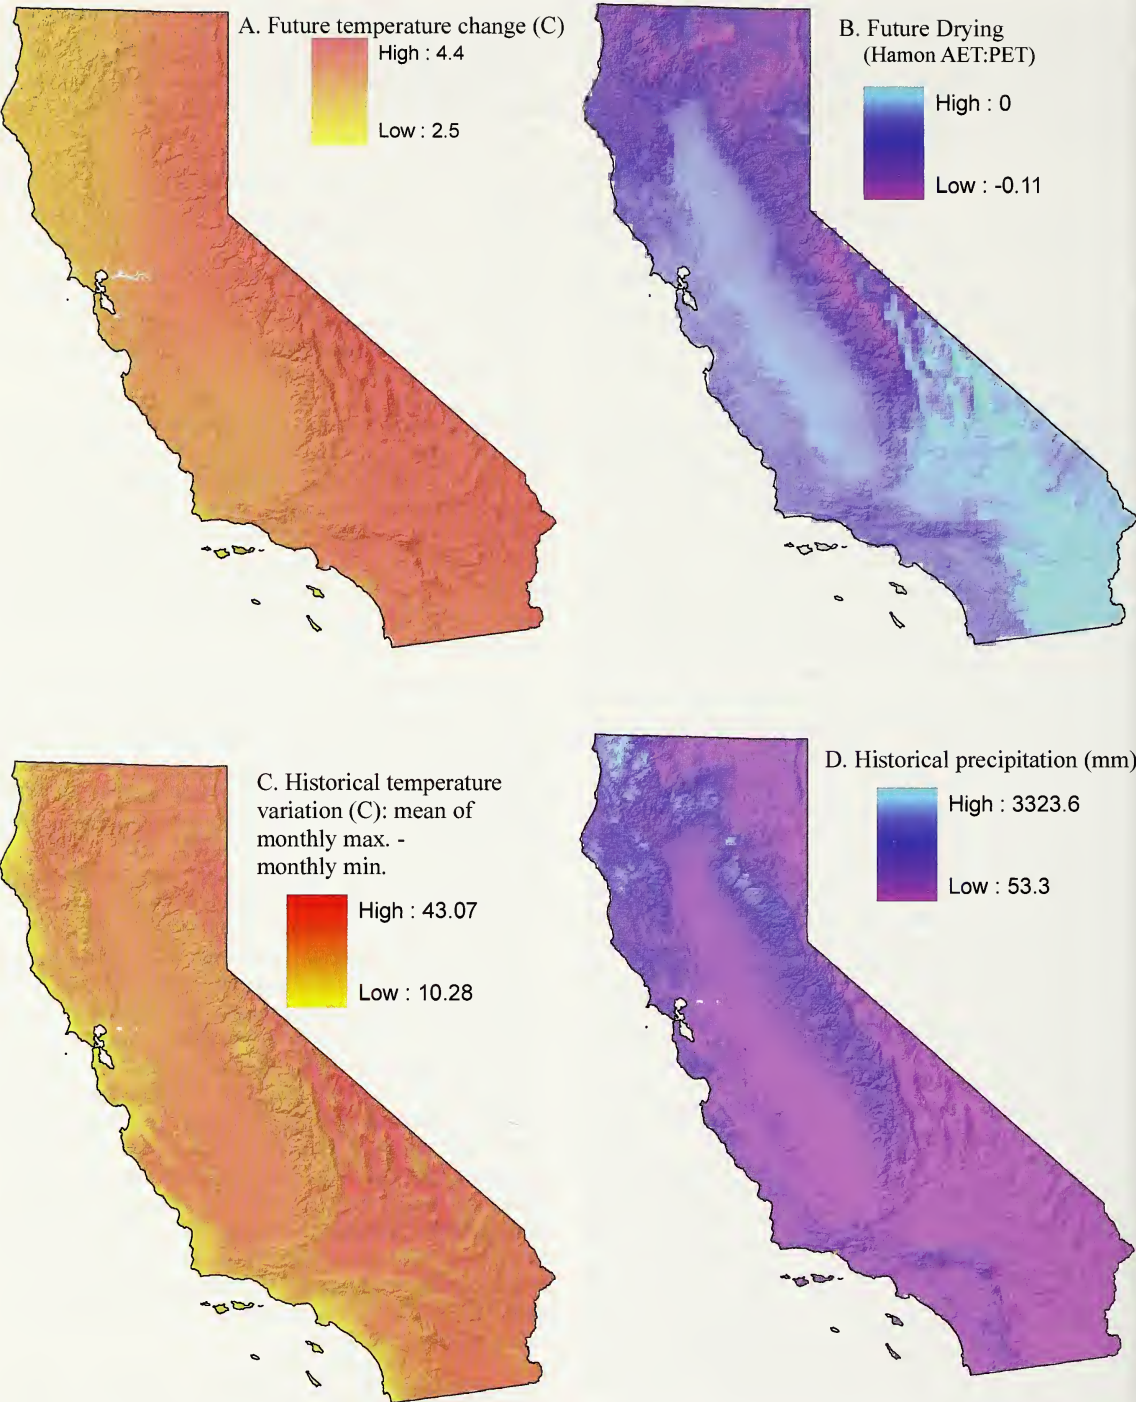 A. Future temperature change (C)
High : 4.4
Low : 2.5
B. Future Drying
(Hamon AET:PET)
High : 0
Low : -0.11
C. Historical temperature
variation (C): mean of
monthly max. -
monthly min.
High : 43.07
Low : 10.28
D. Historical precipitation (mm)
High : 3323.6
Low : 53.3